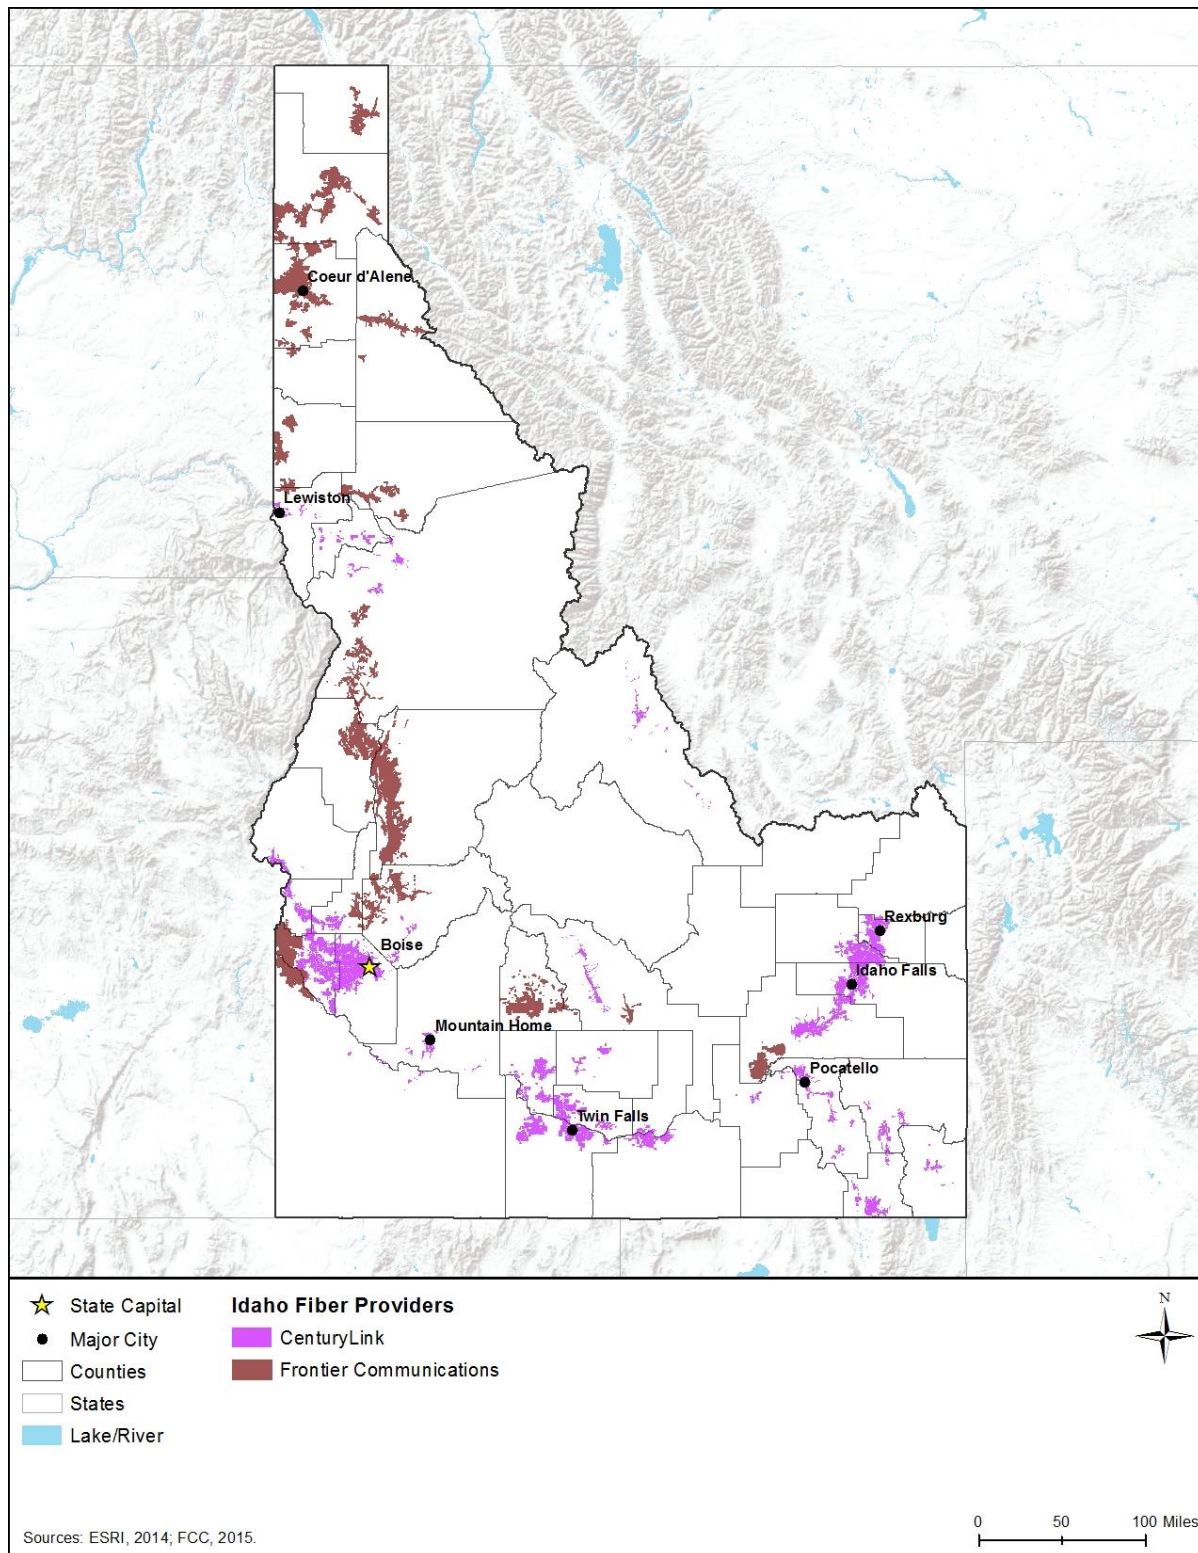 Coeur d'Alene
Lewiston
Rexburg
Boise
Idaho Falls
Mountain Home
Pocatello
Twin Falls
State Capital
Major City
Counties
States
Lake/River
Idaho Fiber Providers
CenturyLink
Frontier Communications
N
Sources: ESRI, 2014; FCC, 2015.
0 50 100 Miles